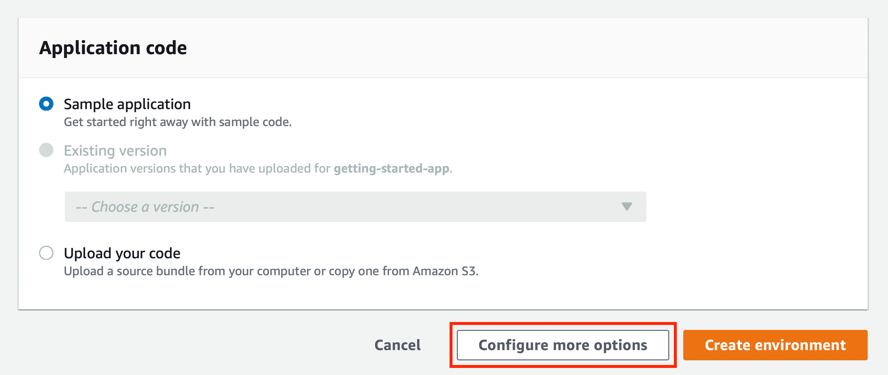 Application code
Sample application
Get started right away with sample code.
Existing version
Application versions that you have uploaded for getting-started-app.
-- Choose a version --
Upload your code
Upload a source bundle from your computer or copy one from Amazon S3.
Cancel
Configure more options
Create environment